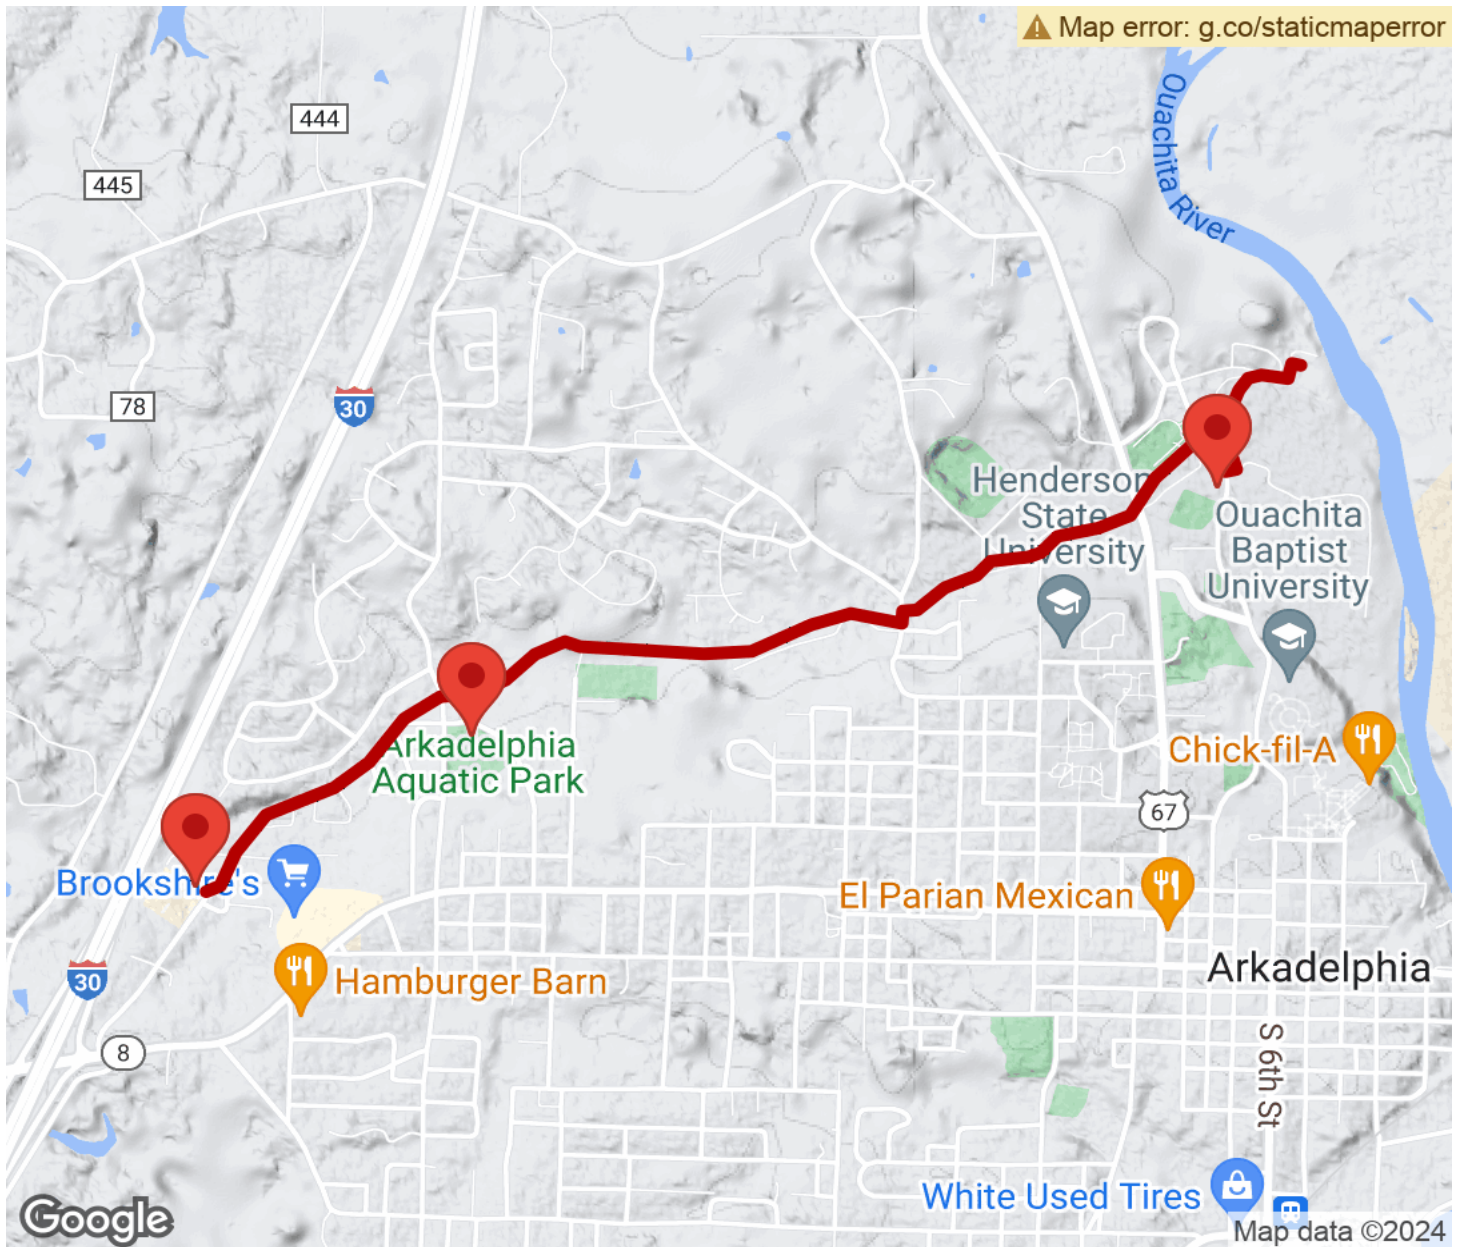 Map error: g.co/staticmaperror
Ouachita River
444
445
30
78
Henderson
State
University
Ouachita
Baptist
University
Arkadelphia
Aquatic Park
Chick-fil-A
67
Brookshire's
El Parian Mexican
30
Hamburger Barn
Arkadelphia
8
S 6th St
White Used Tires
Google
Map data ©2024